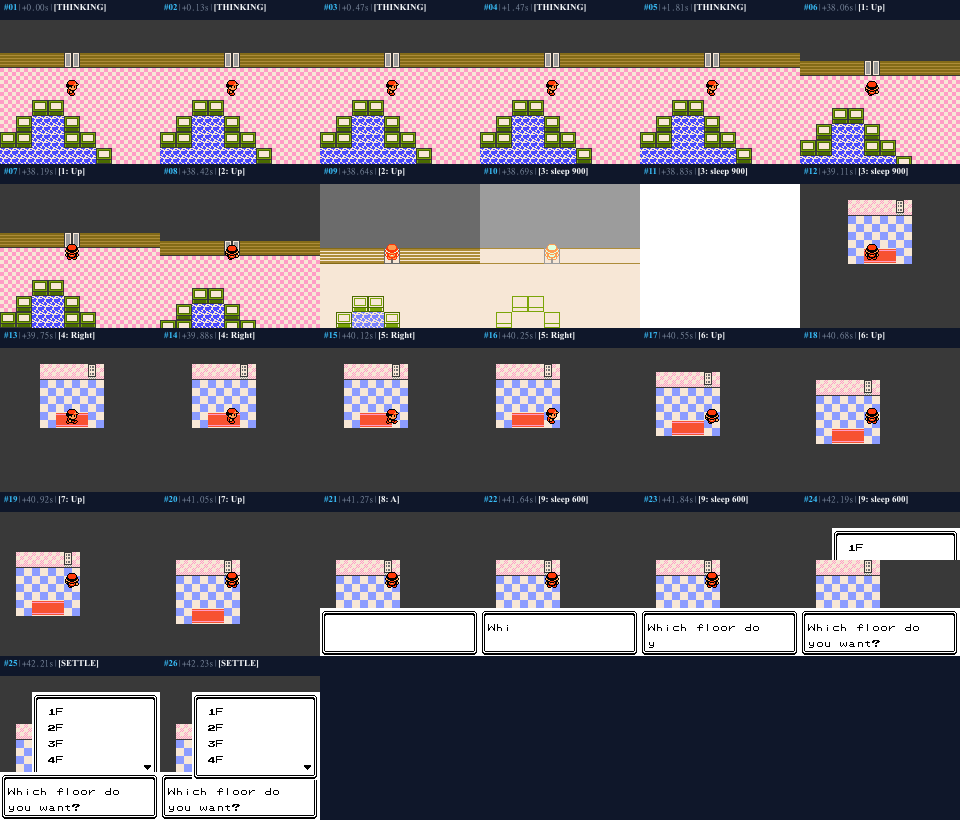 #01|+0.00s|[THINKING]
#02|+0.13s|[THINKING]
#03|+0.47s|[THINKING]
#04|+1.47s|[THINKING]
#05|+1.81s|[THINKING]
#06|+38.06s|[1: Up]
#07|+38.19s|[1: Up]
#08|+38.42s|[2: Up]
#09|+38.64s|[2: Up]
#10|+38.69s|[3: sleep 900]
#11|+38.83s|[3: sleep 900]
#12|+39.11s|[3: sleep 900]
#13|+39.75s|[4: Right]
#14|+39.88s|[4: Right]
#15|+40.12s|[5: Right]
#16|+40.25s|[5: Right]
#17|+40.55s|[6: Up]
#18|+40.68s|[6: Up]
#19|+40.92s|[7: Up]
#20|+41.05s|[7: Up]
#21|+41.27s|[8: A]
#22|+41.64s|[9: sleep 600]
#23|+41.84s|[9: sleep 600]
#24|+42.19s|[9: sleep 600]
1F
Whi
Which floor do
y
Which floor do
you want?
#25|+42.21s|[SETTLE]
#26|+42.23s|[SETTLE]
1F
2F
3F
4F
Which floor do
you want?
1F
2F
3F
4F
Which floor do
you want?